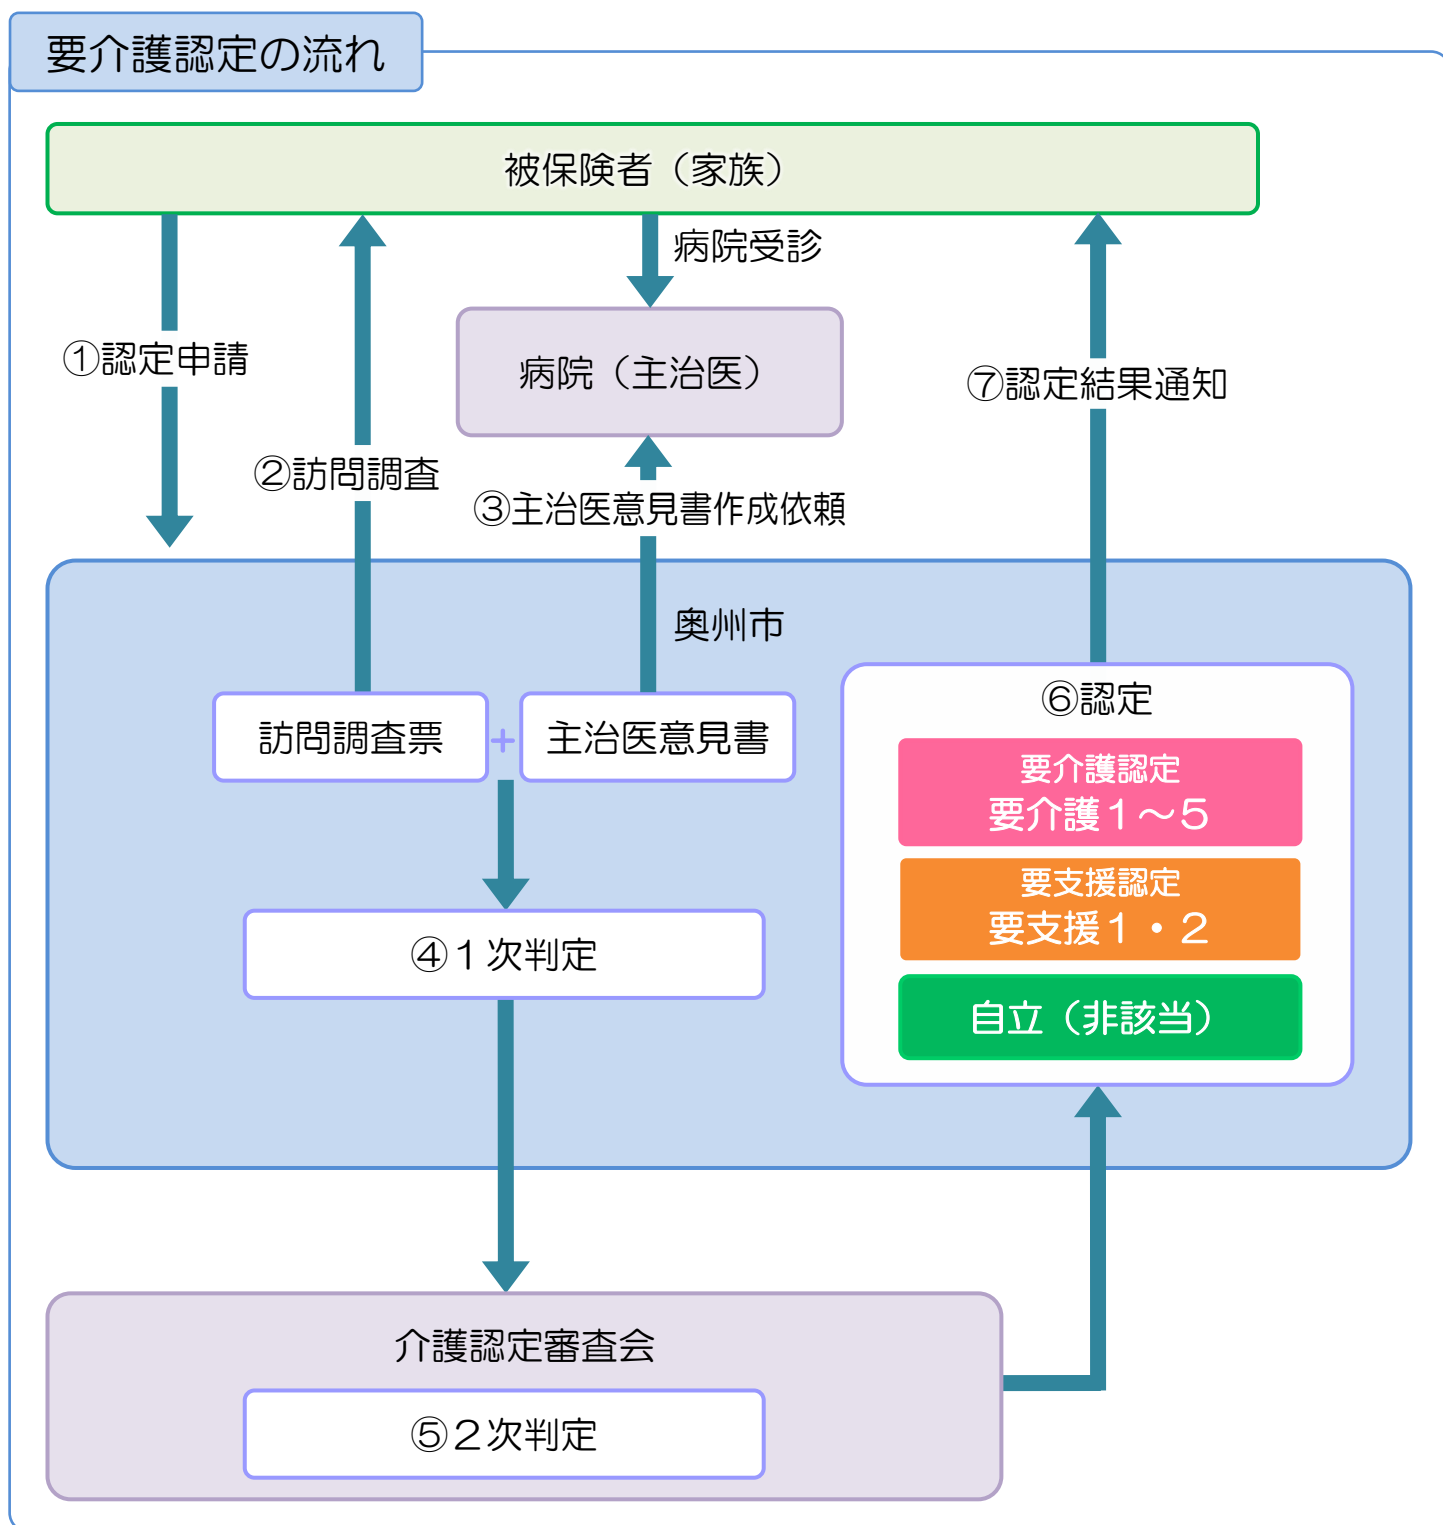 要介護認定の流れ
被保険者（家族）
病院受診
①認定申請
病院（主治医）
⑦認定結果通知
②訪問調査
③主治医意見書作成依頼
奥州市
訪問調査票
+
主治医意見書
④１次判定
⑥認定
要介護認定
要介護１～５
要支援認定
要支援１・２
自立（非該当）
介護認定審査会
⑤２次判定